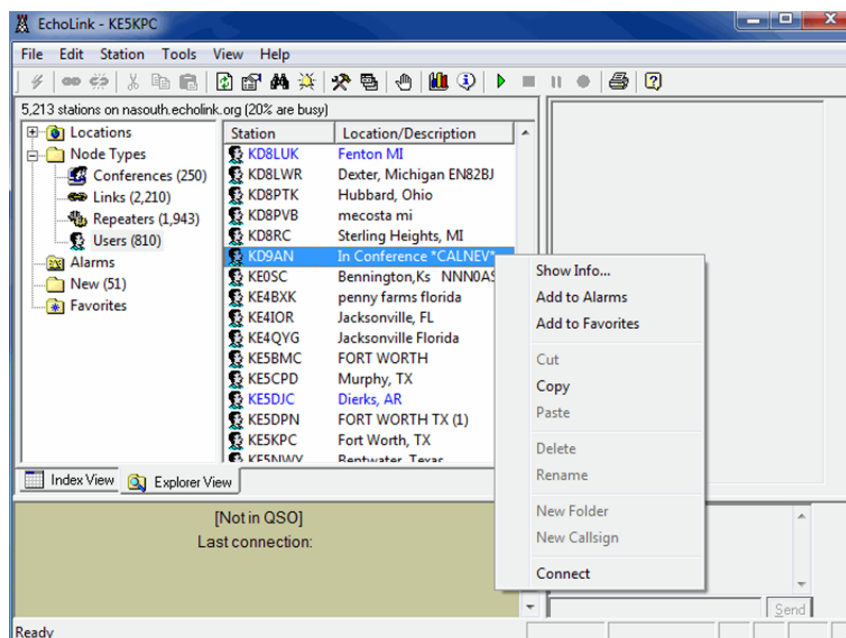 EchoLink - KE5KPC
File Edit Station Tools View Help
5,213 stations on nasouth.echolink.org (20% are busy)
Locations
Node Types
Conferences (250)
Links (2,210)
Repeaters (1,943)
Users (810)
Alarms
New (51)
Favorites
Station Location/Description
KD8LUK Fenton MI
KD8LWR Dexter, Michigan EN82BJ
KD8PTK Hubbard, Ohio
KD8PVB mecosta mi
KD8RC Sterling Heights, MI
KD9AN In Conference *CALNEV*
KE0SC Bennington,Ks NNN0AS
KE4BXK penny farms florida
KE4IOR Jacksonville, FL
KE4QYG Jacksonville Florida
KE5BMC FORT WORTH
KE5CPD Murphy, TX
KE5DJC Dierks, AR
KE5DPN FORT WORTH TX (1)
KE5KPC Fort Worth, TX
KE5NWY Bentwater, Texas
Show Info...
Add to Alarms
Add to Favorites
Cut
Copy
Paste
Delete
Rename
New Folder
New Callsign
Connect
Index View Explorer View
[Not in QSO]
Last connection:
Send
Ready